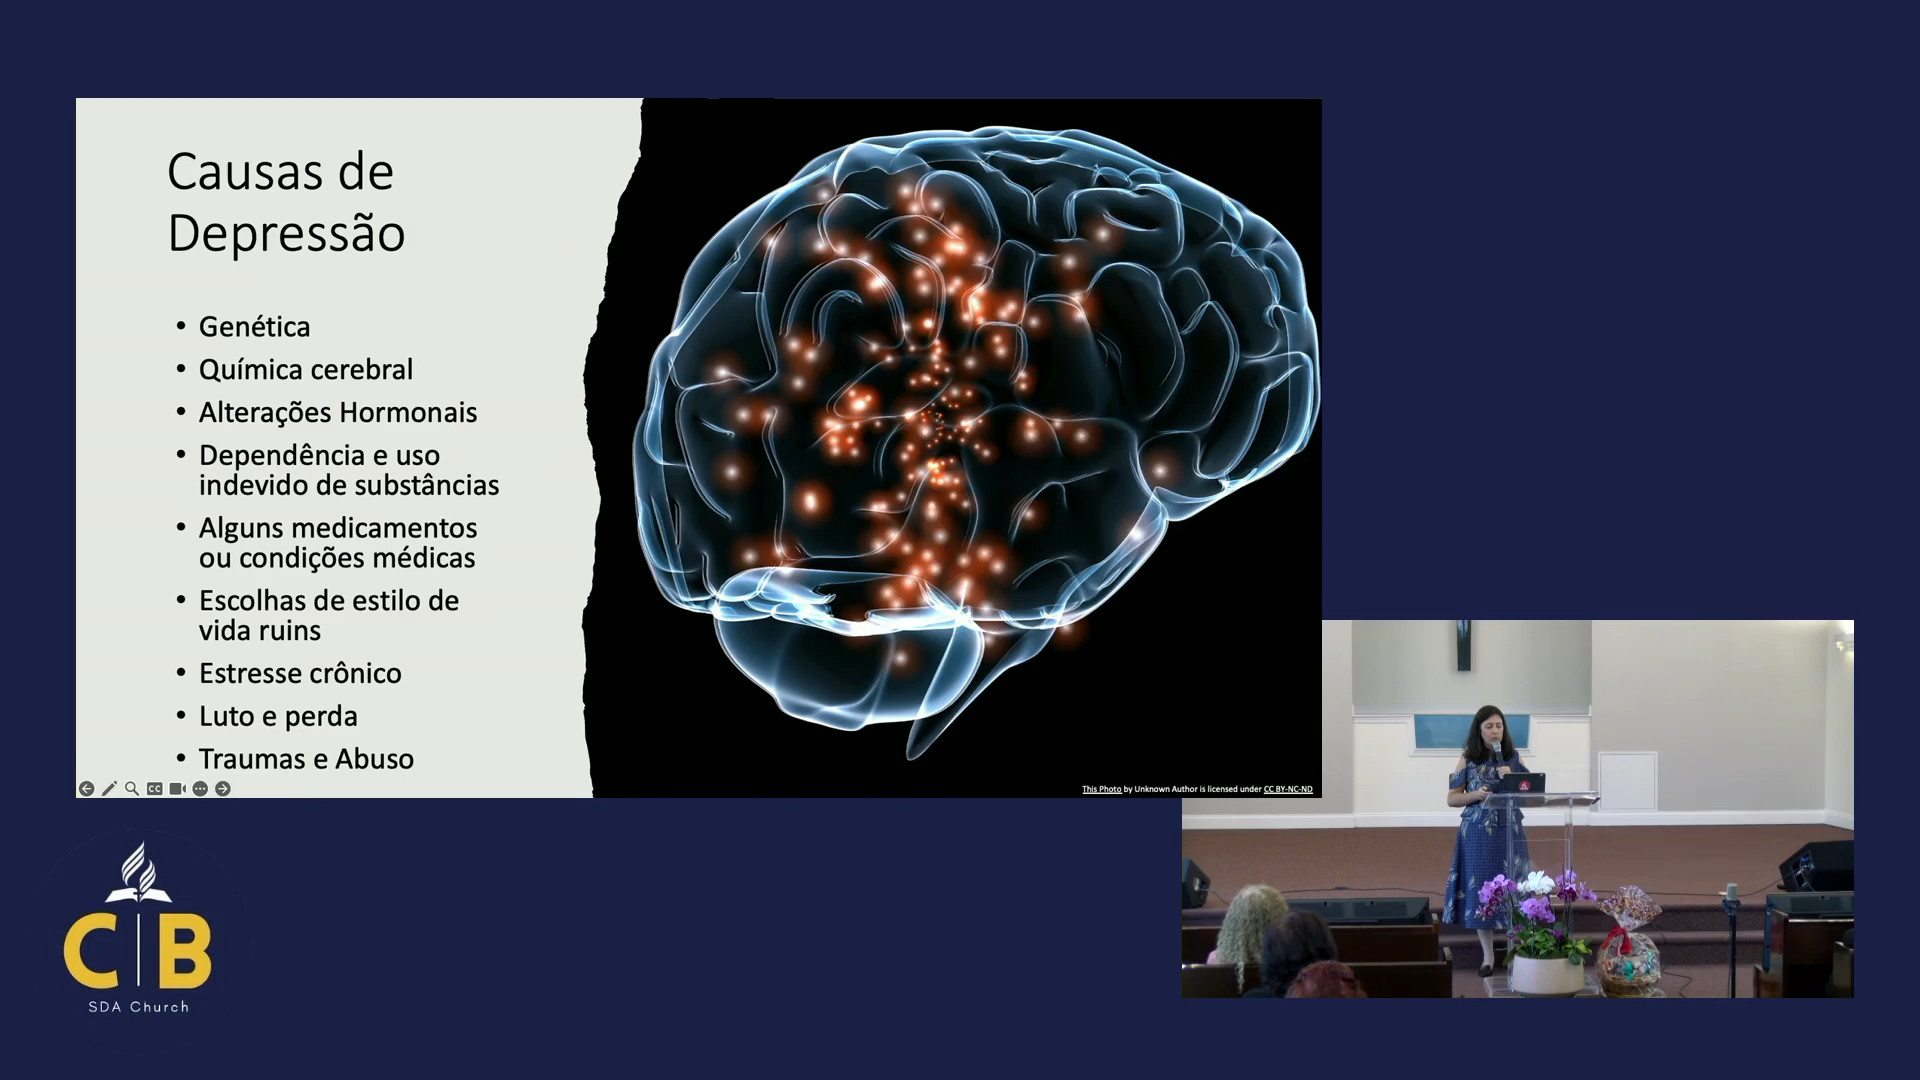 Causas de
Depressão
• Genética
• Química cerebral
• Alterações Hormonais
• Dependência e uso
indevido de substâncias
• Alguns medicamentos
ou condições médicas
• Escolhas de estilo de
vida ruins
• Estresse crônico
• Luto e perda
• Traumas e Abuso
CC
This Photo by Unknown Author is licensed under CC BY-NC-ND
C|B
SDA Church